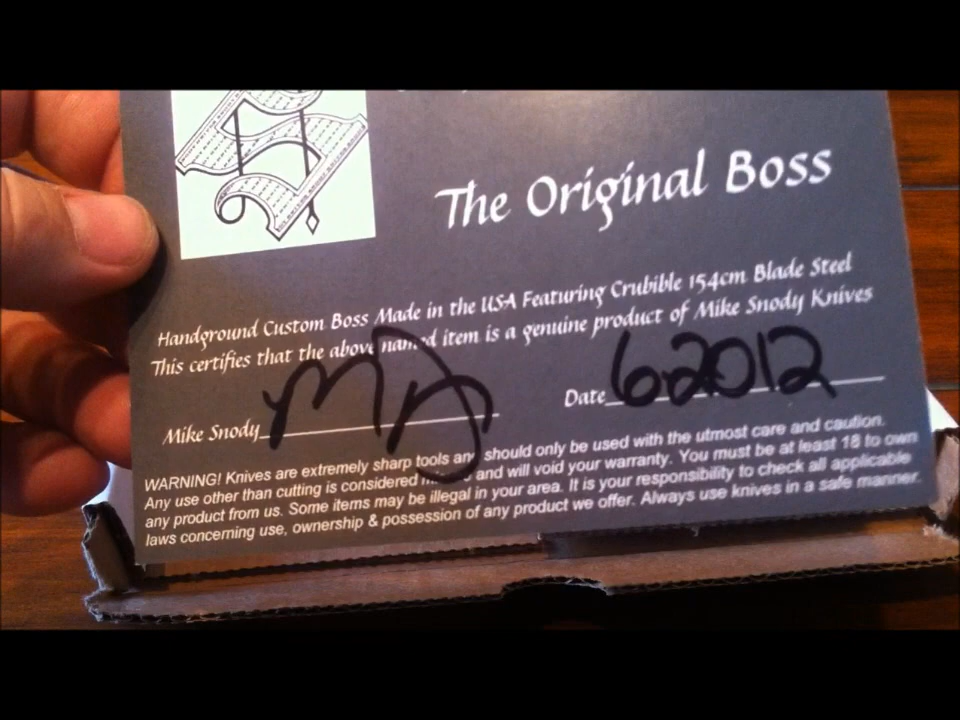 The Original Boss
Handground Custom Boss Made in the USA Featuring Crubible 154cm Blade Steel
This certifies that the above named item is a genuine product of Mike Snody Knives
Mike Snody
Date 62012
WARNING! Knives are extremely sharp tools and should only be used with the utmost care and caution.
Any use other than cutting is considered and will void your warranty. You must be at least 18 to own
any product from us. Some items may be illegal in your area. It is your responsibility to check all applicable
laws concerning use, ownership & possession of any product we offer. Always use knives in a safe manner.